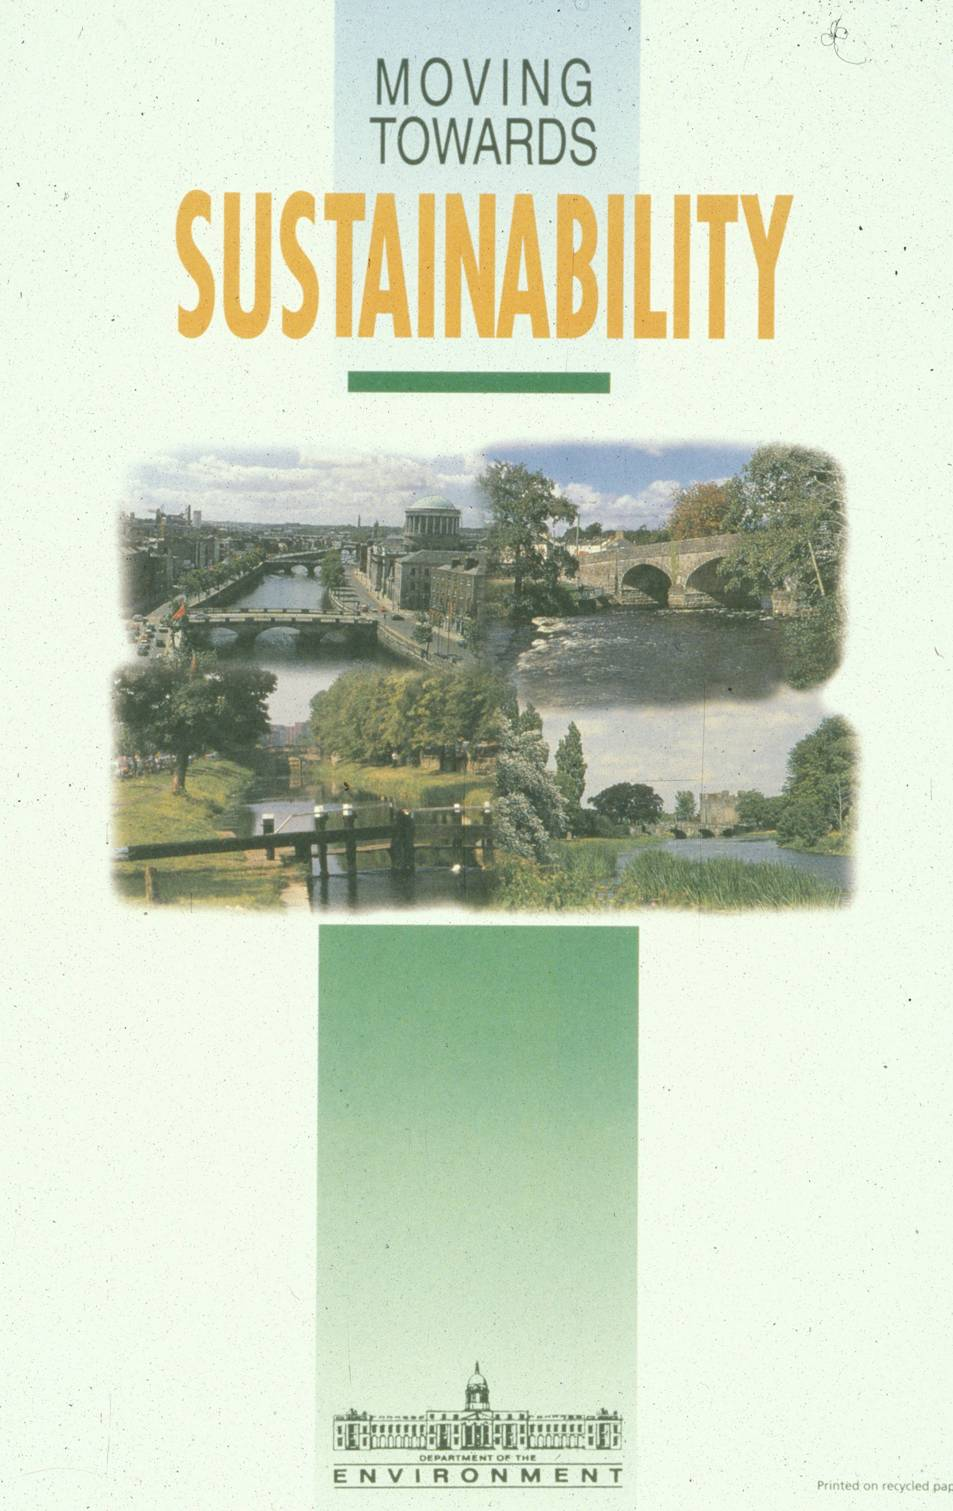 MOVING
TOWARDS
SUSTAINABILITY
DEPARTMENT OF THE
ENVIRONMENT
Printed on recycled pap